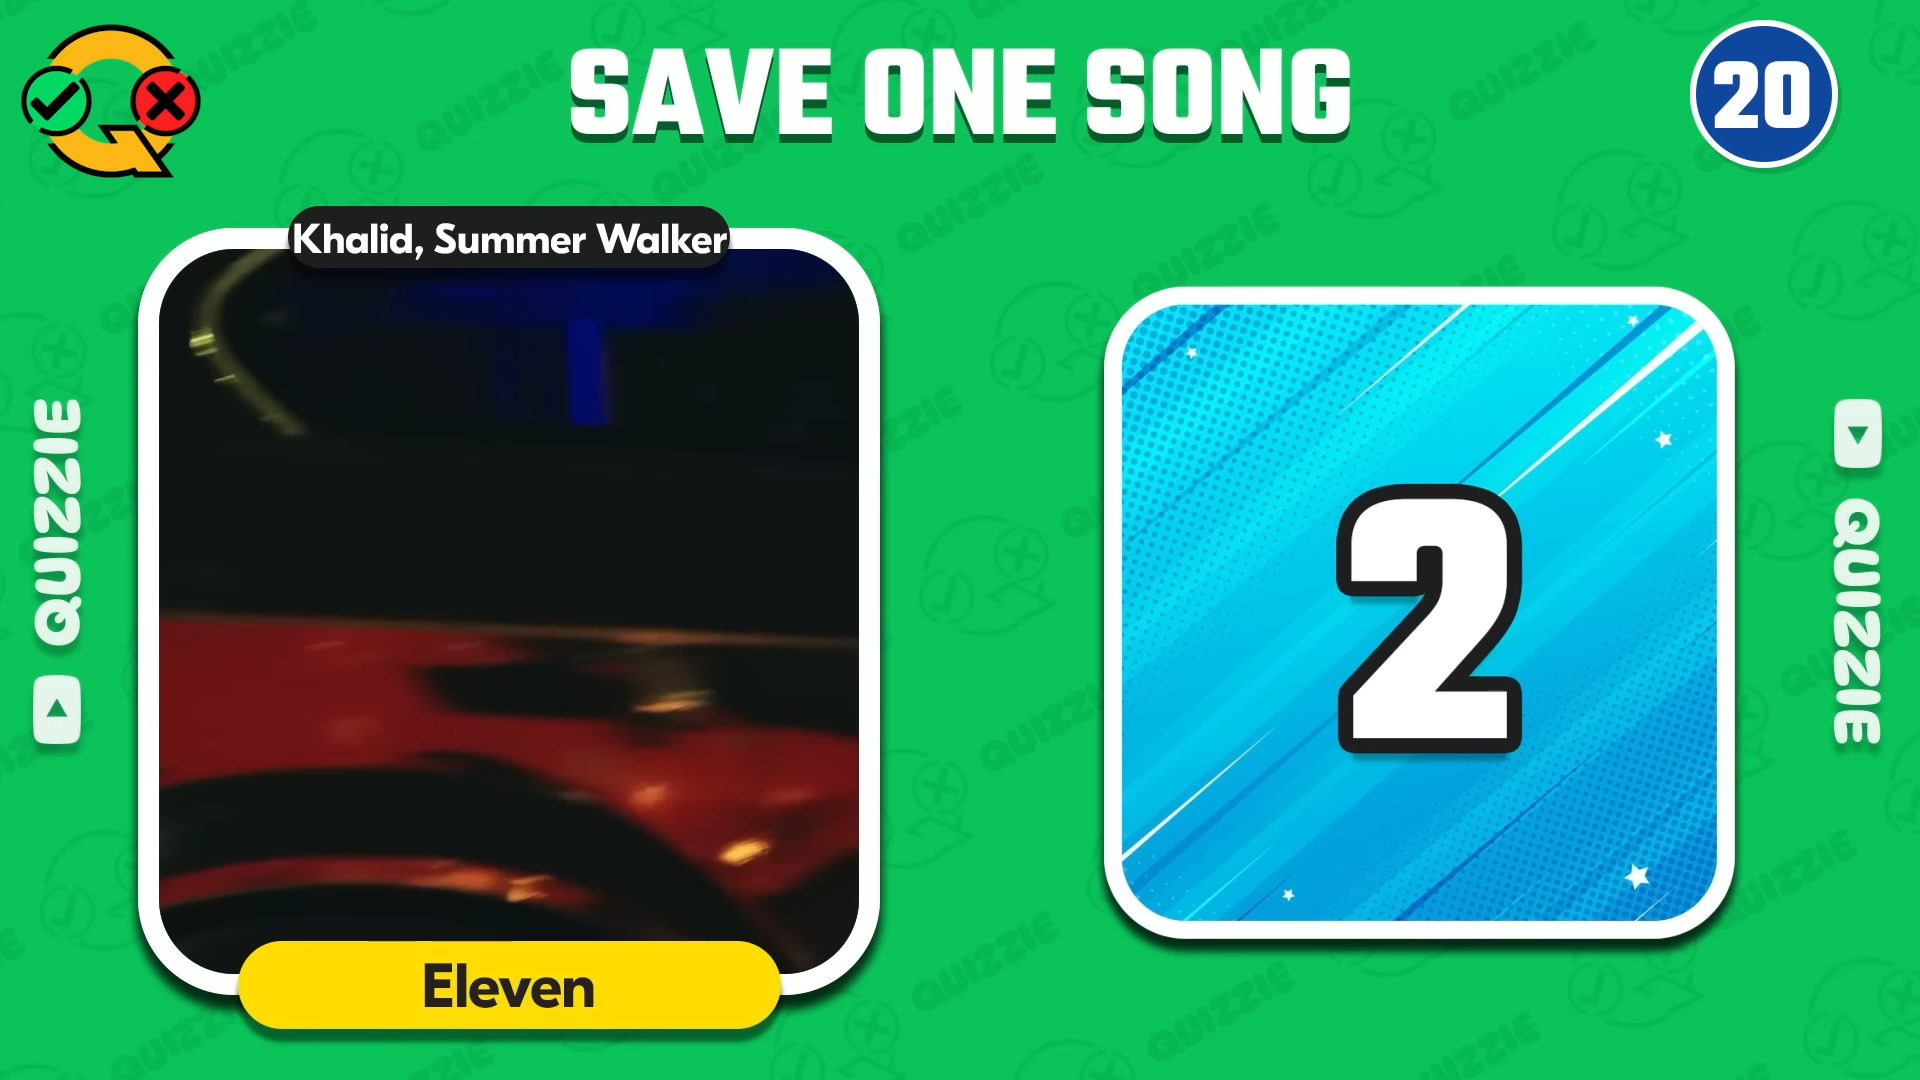 SAVE ONE SONG
20
Khalid, Summer Walker
Eleven
2
QUIZZIE
QUIZZIE